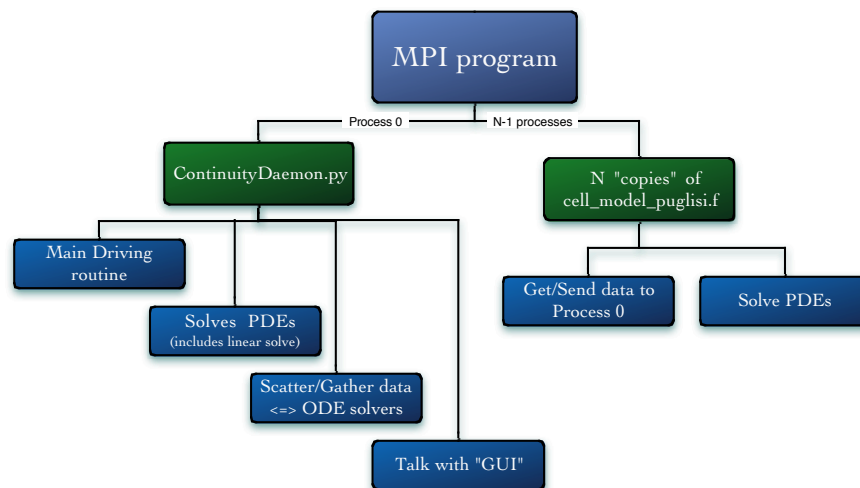 MPI program
Process 0
N-1 processes
ContinuityDaemon.py
N "copies" of
cell_model_puglisi.f
Main Driving
routine
Solves PDEs
(includes linear solve)
Scatter/Gather data
<=> ODE solvers
Talk with "GUI"
Get/Send data to
Process 0
Solve PDEs